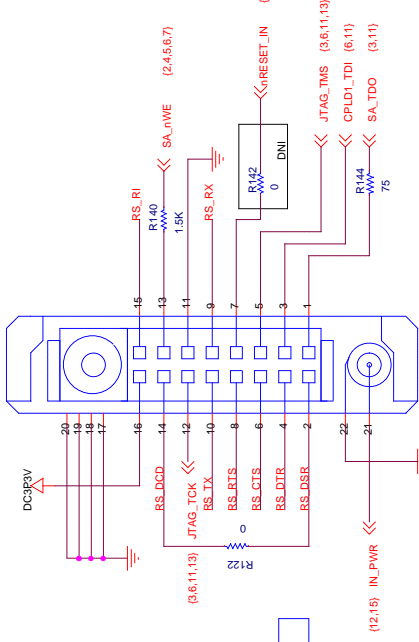 {
nRESET_IN
JTAG_TMS {3,6,11,13}
CPLD1_TDI {6,11}
SA_TDO {3,11}
SA_nWE {2,4,5,6,7}
DNI
R142
0
R144
75
RS_RI
R140
1.5K
RS_RX
15
13
11
9
7
5
3
1
20
19
18
17
16
14
12
10
8
6
4
2
22
21
DC3P3V
RS_DCD
JTAG_TCK
{3,6,11,13}
RS_TX
RS_RTS
RS_CTS
RS_DTR
RS_DSR
0
R122
{12,15} IN_PWR